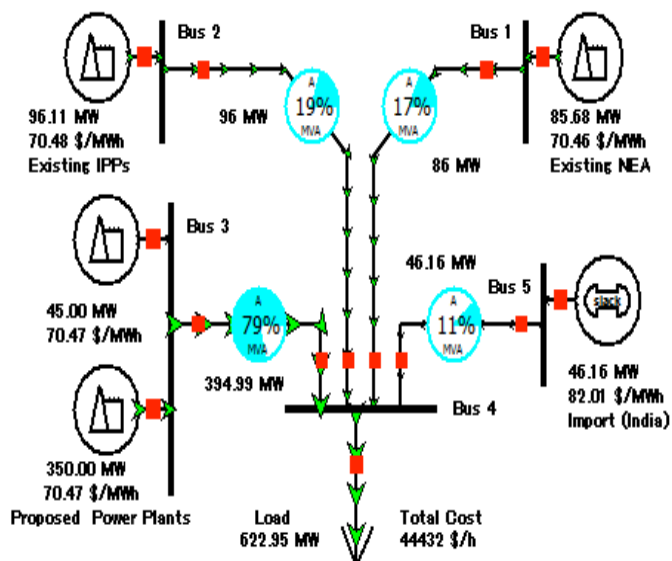 Bus 2
A
19%
MVA
96 MW
96.11 MW
70.48 $/MWh
Existing IPPs
Bus 1
A
17%
MVA
86 MW
85.68 MW
70.46 $/MWh
Existing NEA
Bus 3
45.00 MW
70.47 $/MWh
A
79%
MVA
394.99 MW
350.00 MW
70.47 $/MWh
Proposed Power Plants
46.16 MW
Bus 5
A
11%
MVA
slack
46.16 MW
82.01 $/MWh
Import (India)
Bus 4
Load
622.95 MW
Total Cost
44432 $/h